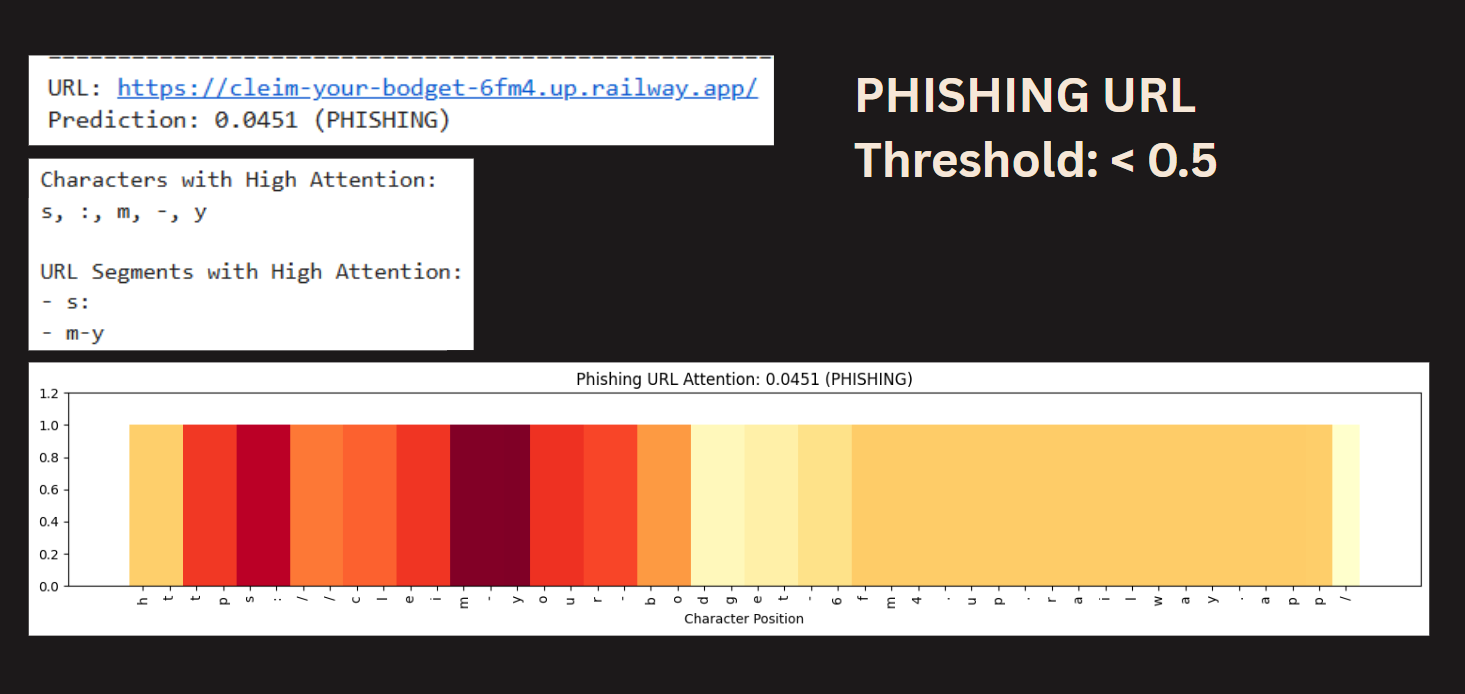 URL: https://cleim-your-bodget-6fm4.up.railway.app/
Prediction: 0.0451 (PHISHING)
PHISHING URL
Threshold: < 0.5
Characters with High Attention:
s, :, m, -, y
URL Segments with High Attention:
- s:
- m-y
Phishing URL Attention: 0.0451 (PHISHING)
1.2
1.0
0.8
0.6
0.4
0.2
0.0
h t t p s : / / c l e i m - y o u r - b o d g e t - 6 f m 4 . u p . r a i l w a y . a p p /
Character Position